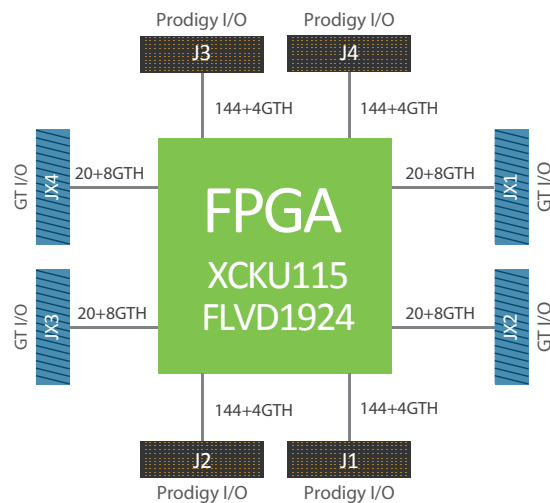 Prodigy I/O
Prodigy I/O
J3
J4
144+4GTH
144+4GTH
GT I/O
JX4
20+8GTH
20+8GTH
JX1
GT I/O
FPGA
XCKU115
FLVD1924
GT I/O
JX3
20+8GTH
20+8GTH
JX2
GT I/O
144+4GTH
144+4GTH
J2
J1
Prodigy I/O
Prodigy I/O